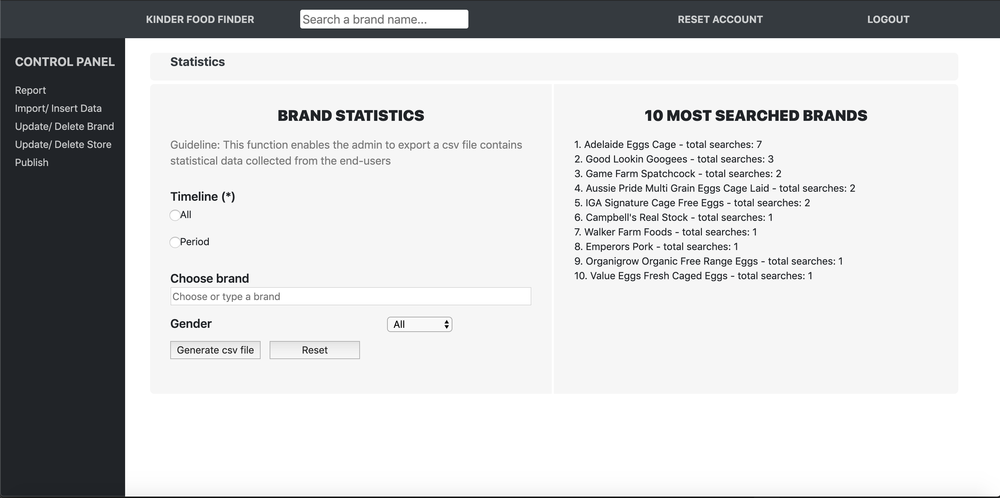 KINDER FOOD FINDER
Search a brand name...
RESET ACCOUNT
LOGOUT
CONTROL PANEL
Report
Import/ Insert Data
Update/ Delete Brand
Update/ Delete Store
Publish
Statistics
BRAND STATISTICS
Guideline: This function enables the admin to export a csv file contains
statistical data collected from the end-users
Timeline (*)
All
Period
Choose brand
Choose or type a brand
Gender
All
Generate csv file
Reset
10 MOST SEARCHED BRANDS
1. Adelaide Eggs Cage - total searches: 7
2. Good Lookin Googees - total searches: 3
3. Game Farm Spatchcock - total searches: 2
4. Aussie Pride Multi Grain Eggs Cage Laid - total searches: 2
5. IGA Signature Cage Free Eggs - total searches: 2
6. Campbell's Real Stock - total searches: 1
7. Walker Farm Foods - total searches: 1
8. Emperors Pork - total searches: 1
9. Organigrow Organic Free Range Eggs - total searches: 1
10. Value Eggs Fresh Caged Eggs - total searches: 1